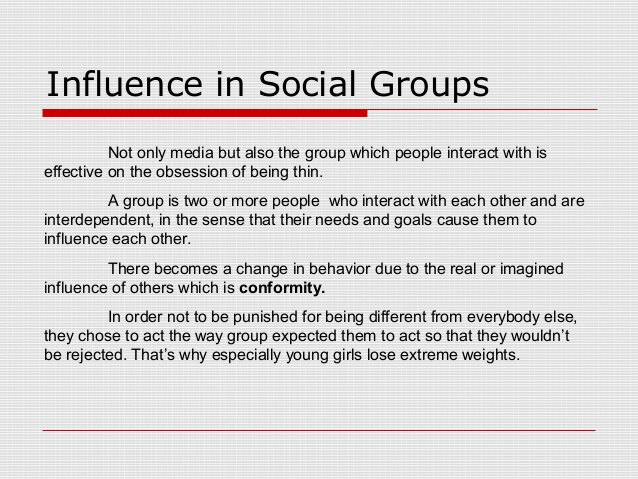 Influence in Social Groups
Not only media but also the group which people interact with is
effective on the obsession of being thin.
A group is two or more people  who interact with each other and are
interdependent, in the sense that their needs and goals cause them to
influence each other.
There becomes a change in behavior due to the real or imagined
influence of others which is conformity.
In order not to be punished for being different from everybody else,
they chose to act the way group expected them to act so that they wouldn’t
be rejected. That’s why especially young girls lose extreme weights.